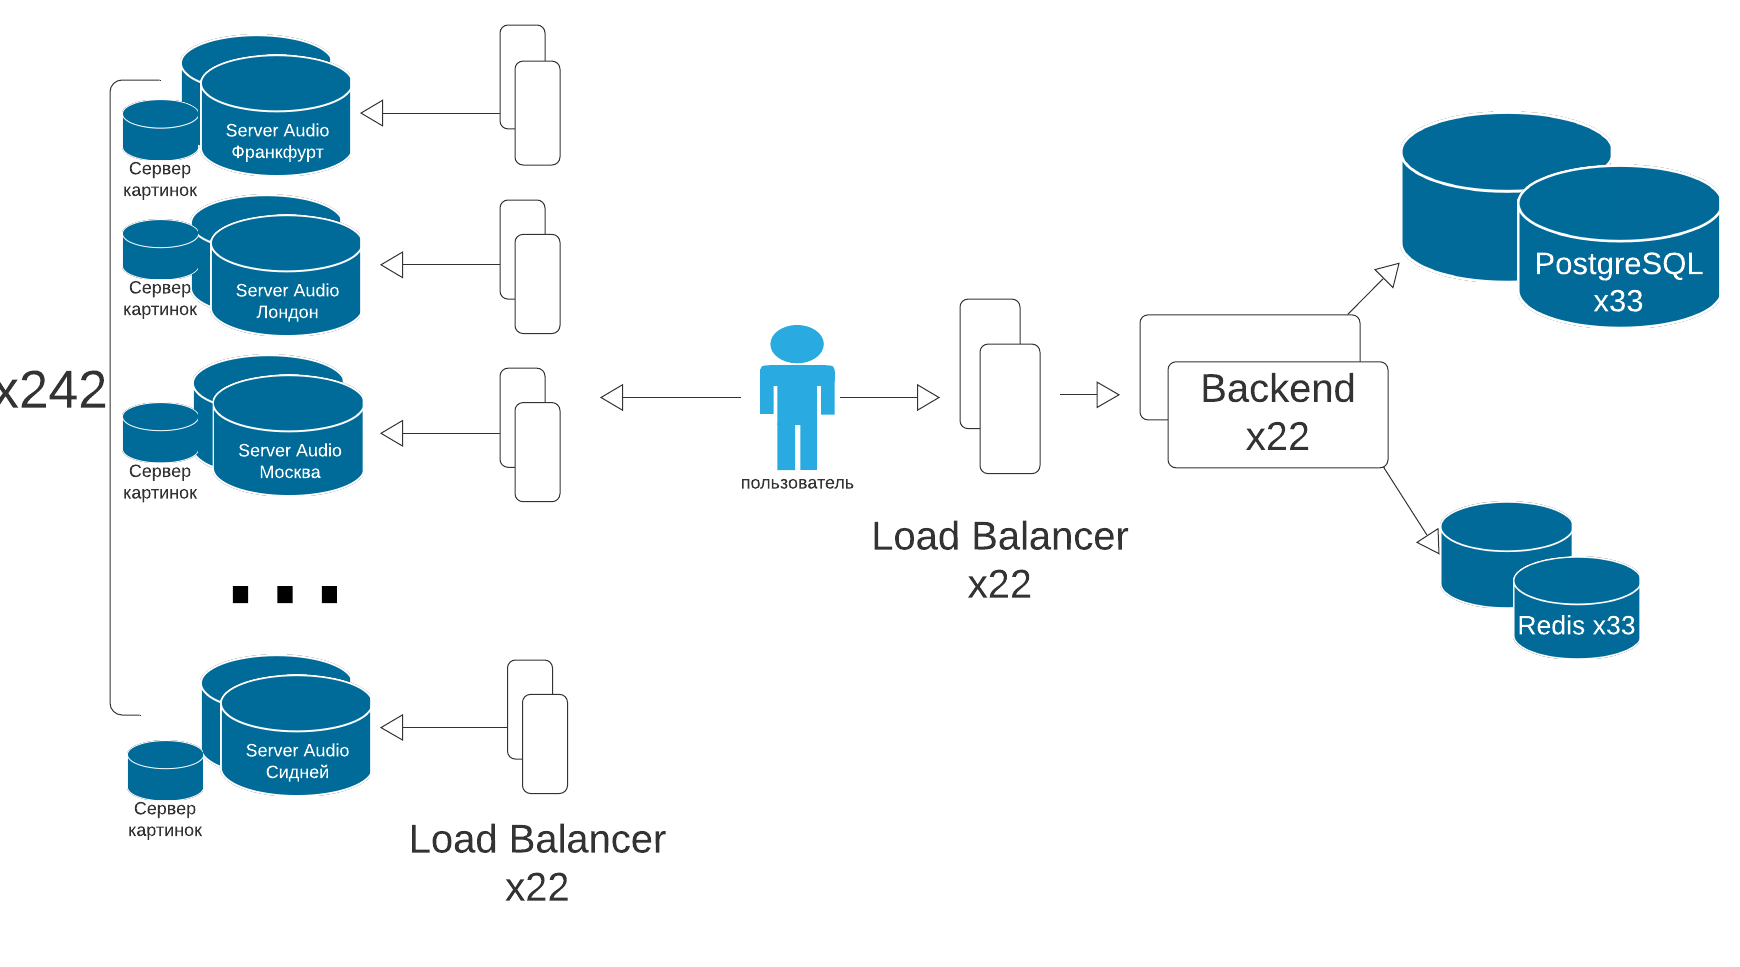 Server Audio
Франкфурт
Сервер
картинок
Server Audio
Лондон
Сервер
картинок
x242
Server Audio
Москва
Сервер
картинок
...
Server Audio
Сидней
Сервер
картинок
Load Balancer
x22
пользователь
Load Balancer
x22
Backend
x22
PostgreSQL
x33
Redis x33